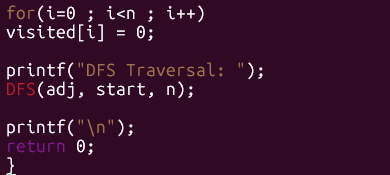 for(i=0 ; i<n ; i++)
visited[i] = 0;
printf("DFS Traversal: ");
DFS(adj, start, n);
printf("\n");
return 0;
}